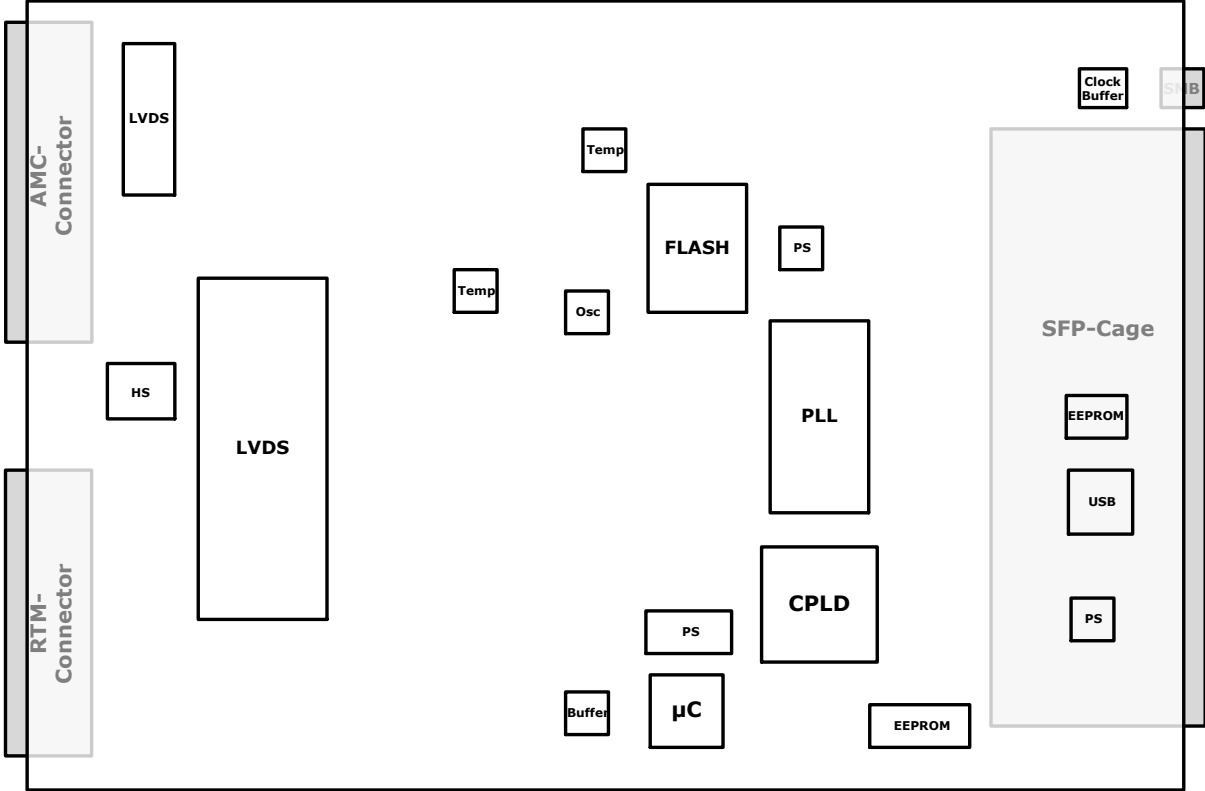 Clock
Buffer
SMB
LVDS
AMC-
Connector
Temp
FLASH
PS
Temp
Osc
SFP-Cage
HS
LVDS
PLL
EEPROM
USB
RTM-
Connector
CPLD
PS
PS
Buffer
µC
EEPROM